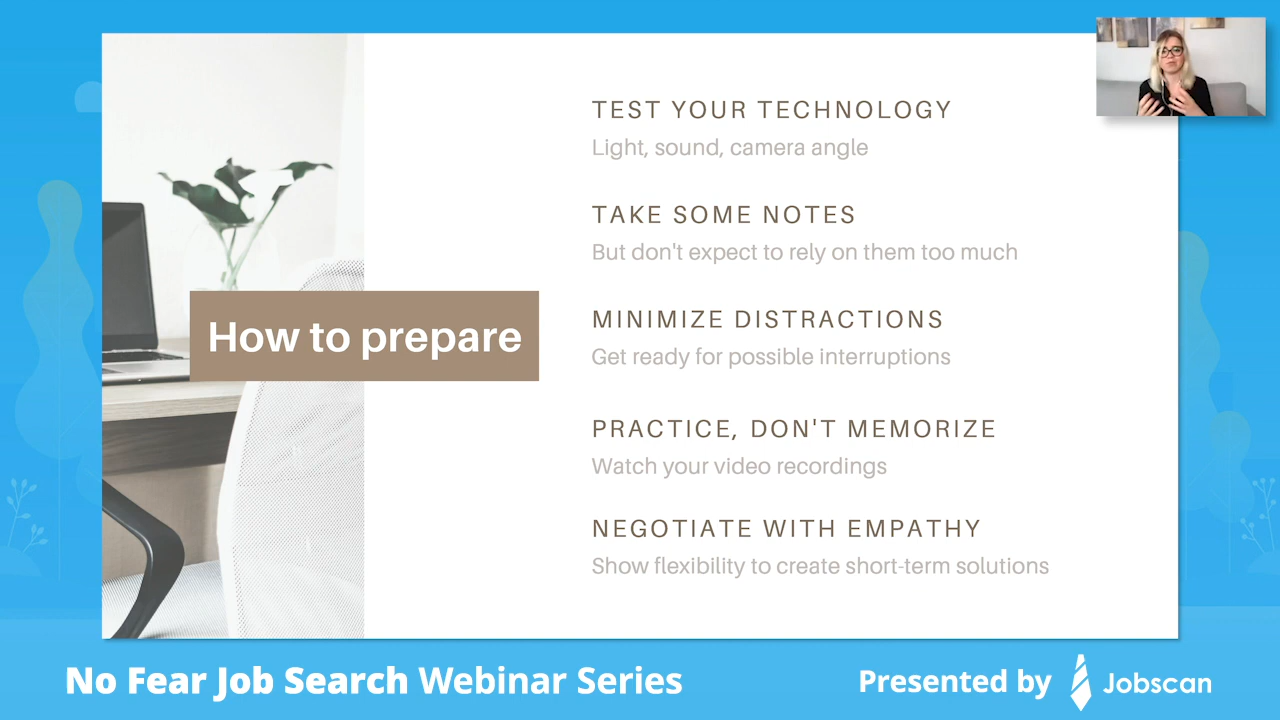 How to prepare
TEST YOUR TECHNOLOGY
Light, sound, camera angle
TAKE SOME NOTES
But don't expect to rely on them too much
MINIMIZE DISTRACTIONS
Get ready for possible interruptions
PRACTICE, DON'T MEMORIZE
Watch your video recordings
NEGOTIATE WITH EMPATHY
Show flexibility to create short-term solutions
No Fear Job Search Webinar Series
Presented by Jobscan